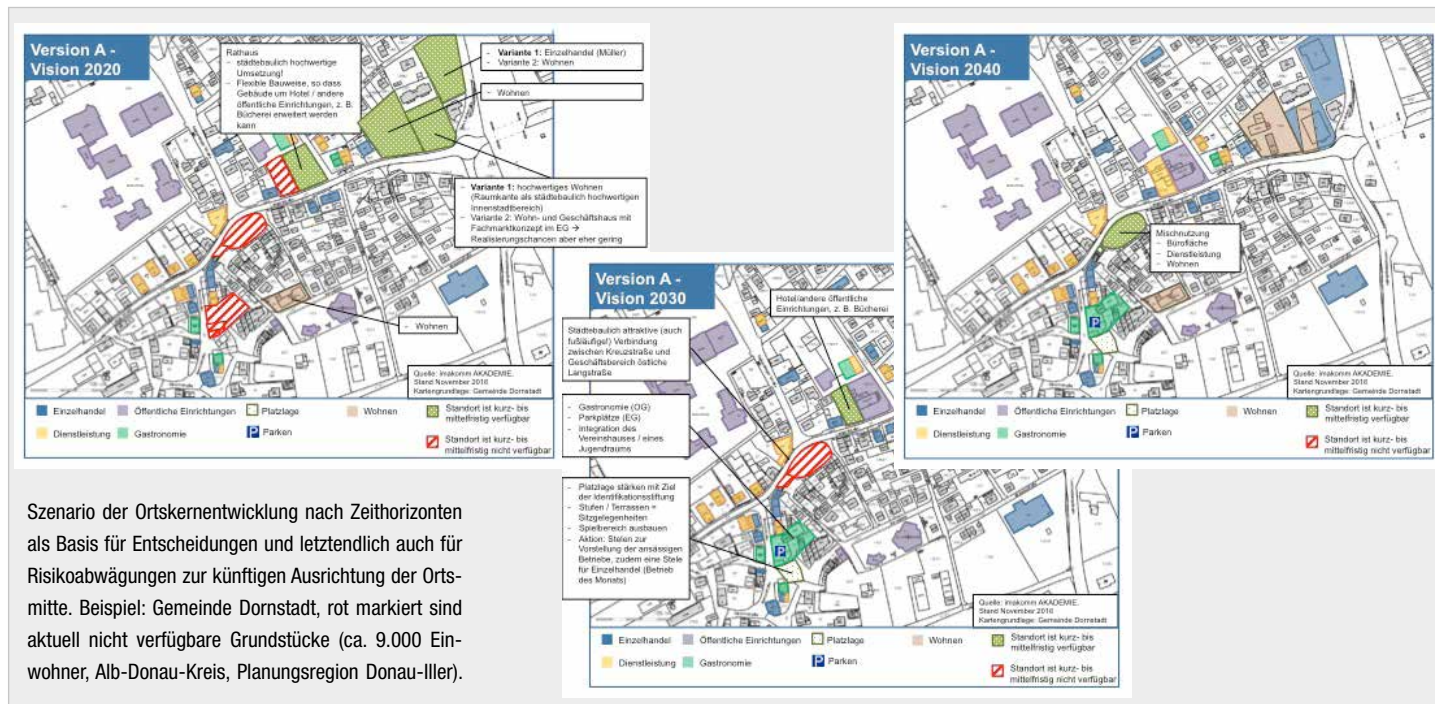 Version A -
Vision 2020
Rathaus
- städtebaulich hochwertige
Umsetzung!
- Flexible Bauweise, so dass
Gebäude um Hotel / andere
öffentliche Einrichtungen, z. B.
Bücherei erweitert werden
kann
- Variante 1: Einzelhandel (Müller)
- Variante 2: Wohnen
- Wohnen
- Variante 1: hochwertiges Wohnen
(Raumkante als städtebaulich hochwertigen
Innenstadtbereich)
- Variante 2: Wohn- und Geschäftshaus mit
Fachmarktkonzept im EG →
Realisierungschancen aber eher gering
- Wohnen
Quelle: imakomm AKADEMIE,
Stand November 2016
Kartengrundlage: Gemeinde Dornstadt
Einzelhandel
Öffentliche Einrichtungen
Platzlage
Wohnen
Standort ist kurz- bis
mittelfristig verfügbar
Dienstleistung
Gastronomie
P Parken
Standort ist kurz- bis
mittelfristig nicht verfügbar
Version A -
Vision 2030
Hotel/andere öffentliche
Einrichtungen, z. B. Bücherei
Städtebaulich attraktive (auch
fußläufige!) Verbindung
zwischen Kreuzstraße und
Geschäftsbereich östliche
Langstraße
- Gastronomie (OG)
- Parkplätze (EG)
- Integration des
Vereinshauses / eines
Jugendraums
- Platzlage stärken mit Ziel
der Identifikationsstiftung
- Stufen / Terrassen =
Sitzgelegenheiten
- Spielbereich ausbauen
- Aktion: Stelen zur
Vorstellung der ansässigen
Betriebe, zudem eine Stele
für Einzelhandel (Betrieb
des Monats)
P
Quelle: imakomm AKADEMIE,
Stand November 2016
Kartengrundlage: Gemeinde Dornstadt
Einzelhandel
Öffentliche Einrichtungen
Platzlage
Wohnen
Standort ist kurz- bis
mittelfristig verfügbar
Dienstleistung
Gastronomie
P Parken
Standort ist kurz- bis
mittelfristig nicht verfügbar
Version A -
Vision 2040
Mischnutzung
- Bürofläche
- Dienstleistung
- Wohnen
P
Quelle: imakomm AKADEMIE,
Stand November 2016
Kartengrundlage: Gemeinde Dornstadt
Einzelhandel
Öffentliche Einrichtungen
Platzlage
Wohnen
Standort ist kurz- bis
mittelfristig verfügbar
Dienstleistung
Gastronomie
P Parken
Standort ist kurz- bis
mittelfristig nicht verfügbar
Szenario der Ortskernentwicklung nach Zeithorizonten
als Basis für Entscheidungen und letztendlich auch für
Risikoabwägungen zur künftigen Ausrichtung der Orts-
mitte. Beispiel: Gemeinde Dornstadt, rot markiert sind
aktuell nicht verfügbare Grundstücke (ca. 9.000 Ein-
wohner, Alb-Donau-Kreis, Planungsregion Donau-Iller).